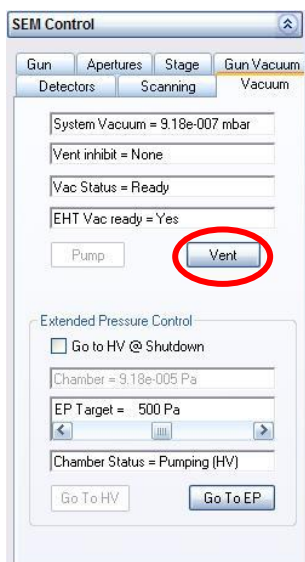 SEM Control
Gun Apertures Stage Gun Vacuum
Detectors Scanning Vacuum
System Vacuum = 9.18e-007 mbar
Vent inhibit = None
Vac Status = Ready
EHT Vac ready = Yes
Pump Vent
Extended Pressure Control
Go to HV @ Shutdown
Chamber = 9.18e-005 Pa
EP Target = 500 Pa
Chamber Status = Pumping (HV)
Go To HV Go To EP